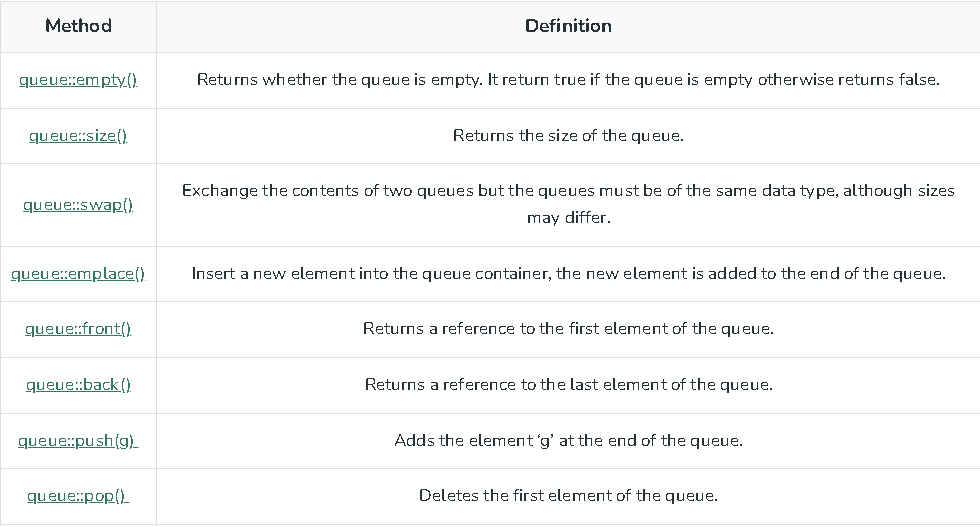 Method Definition
queue::empty() Returns whether the queue is empty. It return true if the queue is empty otherwise returns false.
queue::size() Returns the size of the queue.
queue::swap() Exchange the contents of two queues but the queues must be of the same data type, although sizes
may differ.
queue::emplace() Insert a new element into the queue container, the new element is added to the end of the queue.
queue::front() Returns a reference to the first element of the queue.
queue::back() Returns a reference to the last element of the queue.
queue::push(g) Adds the element ‘g’ at the end of the queue.
queue::pop() Deletes the first element of the queue.